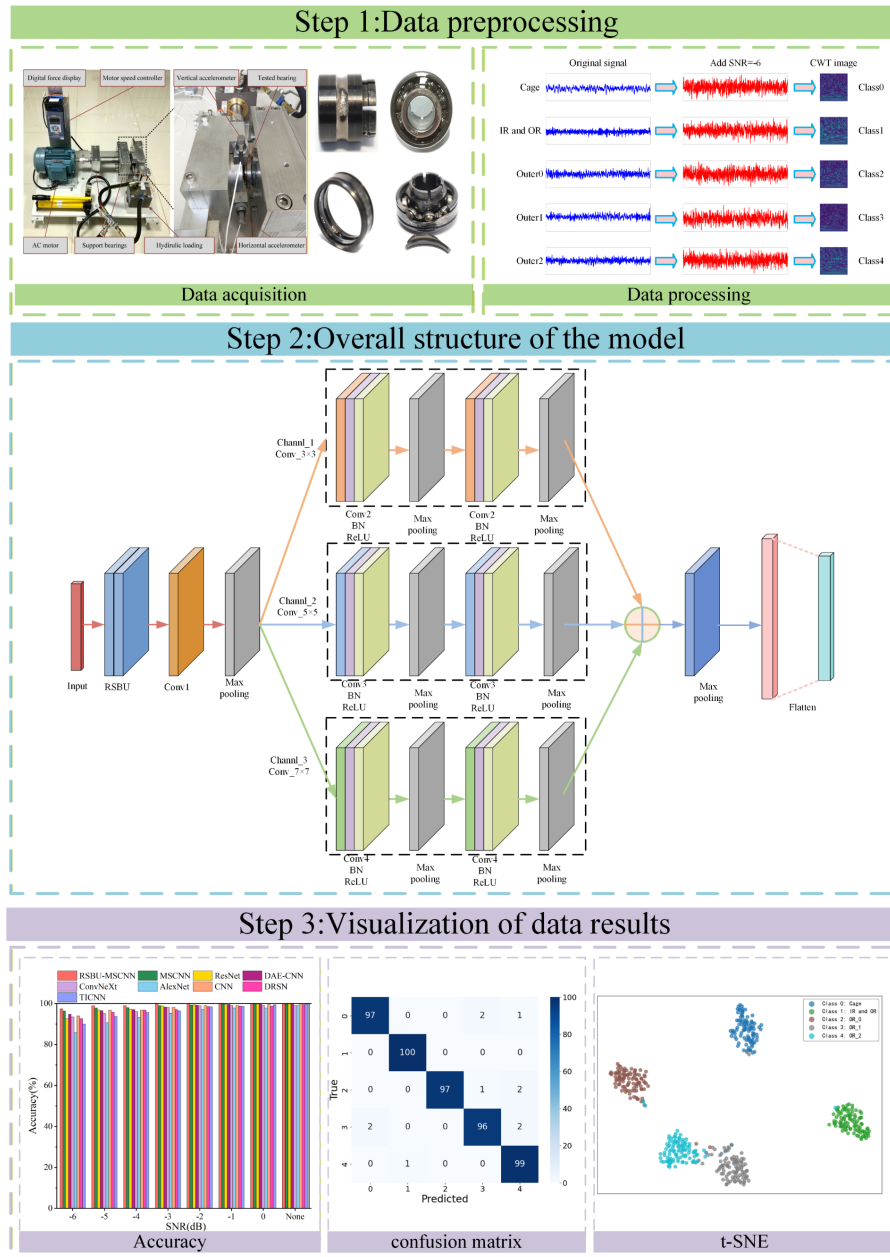 Step 1:Data preprocessing
Digital force display
Motor speed controller
Vertical accelerometer
Tested bearing
AC motor
Support bearings
Hydirulic loading
Horizontal accelerometer
Data acquisition
Original signal
Add SNR=-6
CWT image
Cage
Class0
IR and OR
Class1
Outer0
Class2
Outer1
Class3
Outer2
Class4
Data processing
Step 2:Overall structure of the model
Channl_1
Conv_3×3
Conv2
BN
ReLU
Max
pooling
Conv2
BN
ReLU
Max
pooling
Input
RSBU
Conv1
Max
pooling
Channl_2
Conv_5×5
Conv3
BN
ReLU
Max
pooling
Conv3
BN
ReLU
Max
pooling
Channl_3
Conv_7×7
Conv4
BN
ReLU
Max
pooling
Conv4
BN
ReLU
Max
pooling
Max
pooling
Flatten
Step 3:Visualization of data results
RSBU-MSCNN MSCNN ResNet DAE-CNN
ConvNeXt AlexNet CNN DRSN
TICNN
100
80
60
40
20
0
Accuracy(%)
-6 -5 -4 -3 -2 -1 0 None
SNR(dB)
Accuracy
True
0 97 0 0 2 1
1 0 100 0 0 0
2 0 0 97 1 2
3 2 0 0 96 2
4 0 1 0 0 99
0 1 2 3 4
Predicted
100
80
60
40
20
0
confusion matrix
Class 0: Cage
Class 1: IR and OR
Class 2: OR_0
Class 3: OR_1
Class 4: OR_2
t-SNE